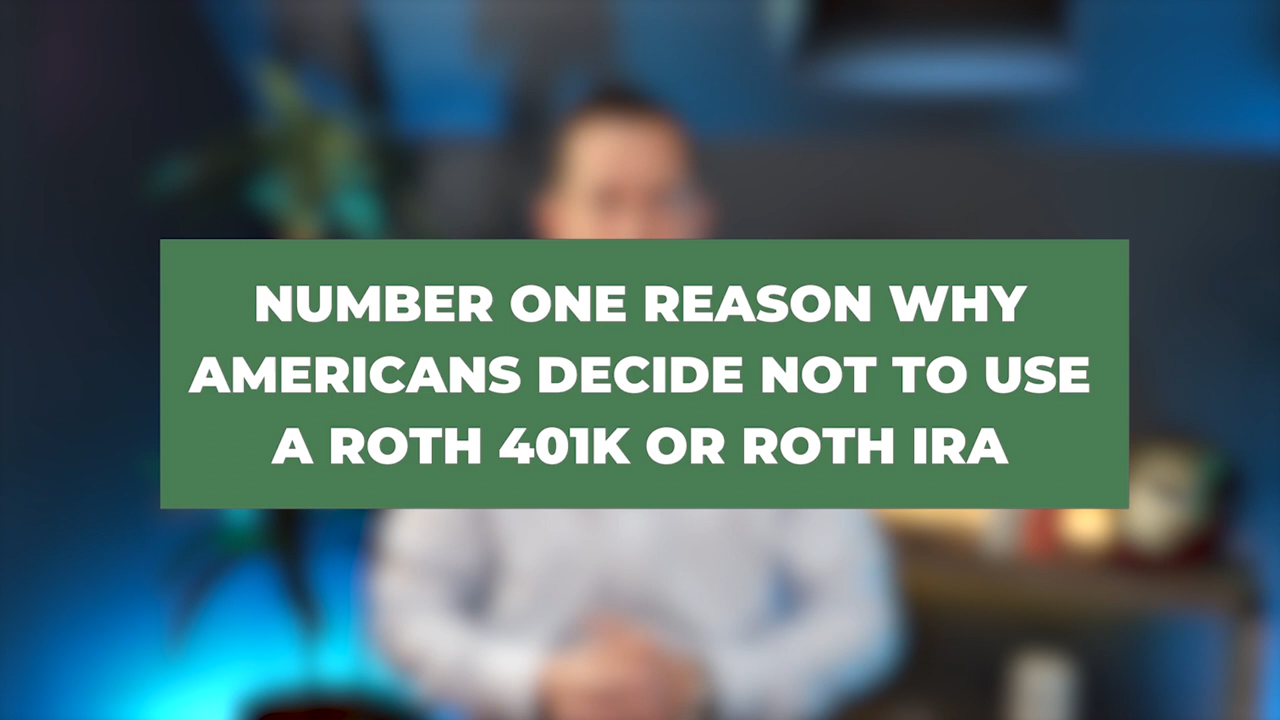 NUMBER ONE REASON WHY
AMERICANS DECIDE NOT TO USE
A ROTH 401K OR ROTH IRA